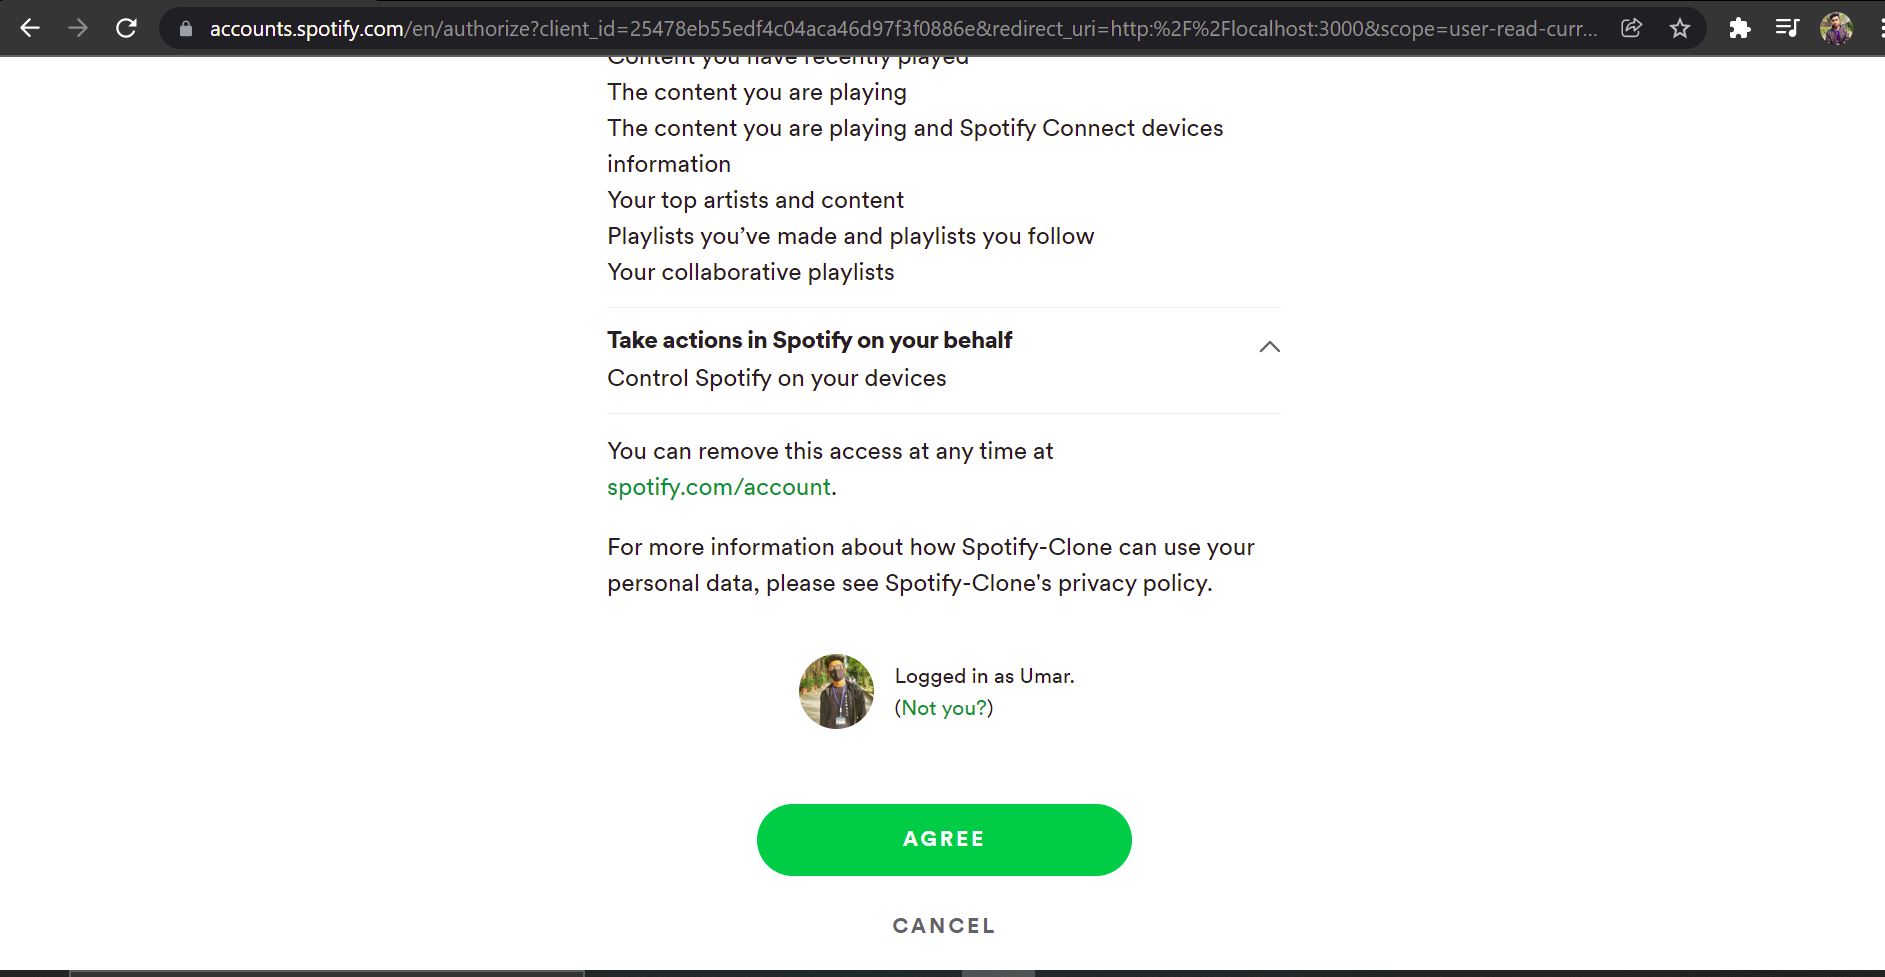 accounts.spotify.com/en/authorize?client_id=25478eb55edf4c04aca46d97f3f0886e&redirect_uri=http:%2F%2Flocalhost:3000&scope=user-read-curr...
Content you have recently played
The content you are playing
The content you are playing and Spotify Connect devices
information
Your top artists and content
Playlists you’ve made and playlists you follow
Your collaborative playlists
Take actions in Spotify on your behalf
Control Spotify on your devices
You can remove this access at any time at
spotify.com/account.
For more information about how Spotify-Clone can use your
personal data, please see Spotify-Clone's privacy policy.
Logged in as Umar.
(Not you?)
AGREE
CANCEL